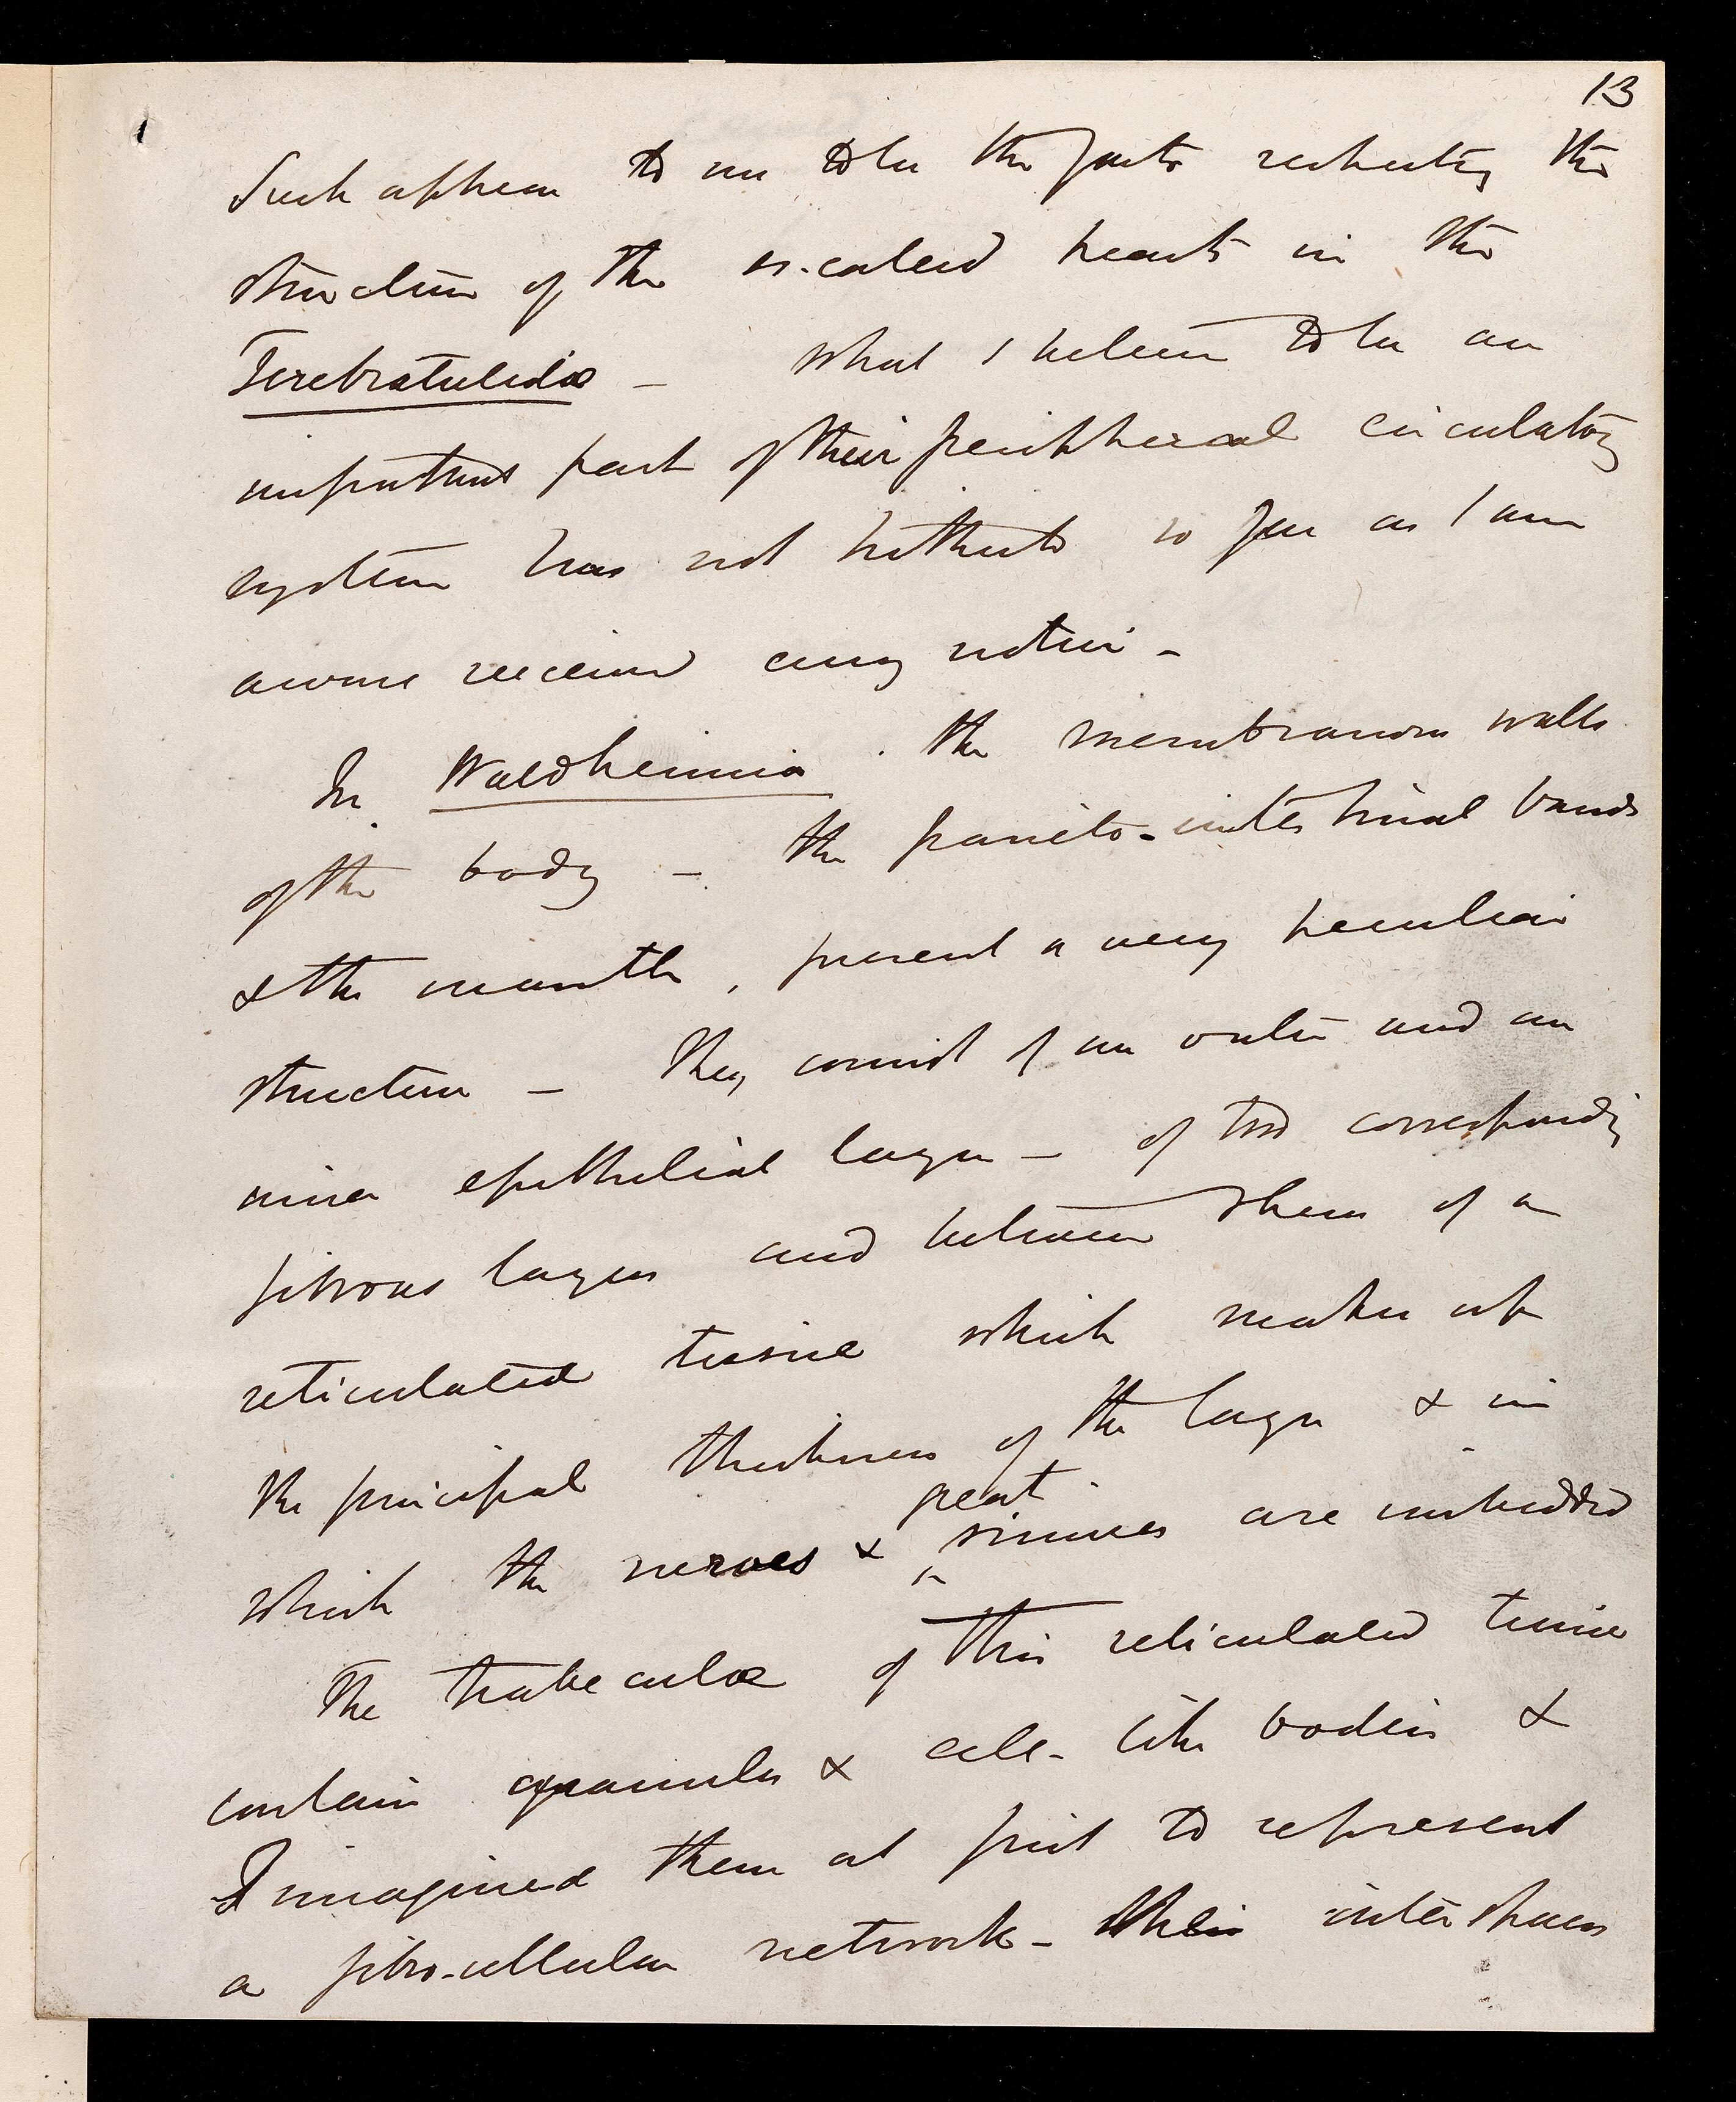 13
Such appear to me to be the facts respecting the
structure of the so-called hearts in the
Terebratulidæ — What I believe to be an
important part of their peripheral circulatory
system has not hitherto so far as I am
aware received any notice —
In Waldheimia the membranous walls
of the body — the parieto-intestinal bands
& the mantle, present a very peculiar
structure — They consist of an outer and an
inner epithelial layer — of two corresponding
fibrous layers and between them of a
reticulated tissue which makes up
the principal thickness of the layer & in
great
which the nerves & sinuses are imbedded
The trabeculæ of this reticulated tissue
contain granules & cell-like bodies &
I imagined them at first to represent
a fibro-cellular network — their interspaces